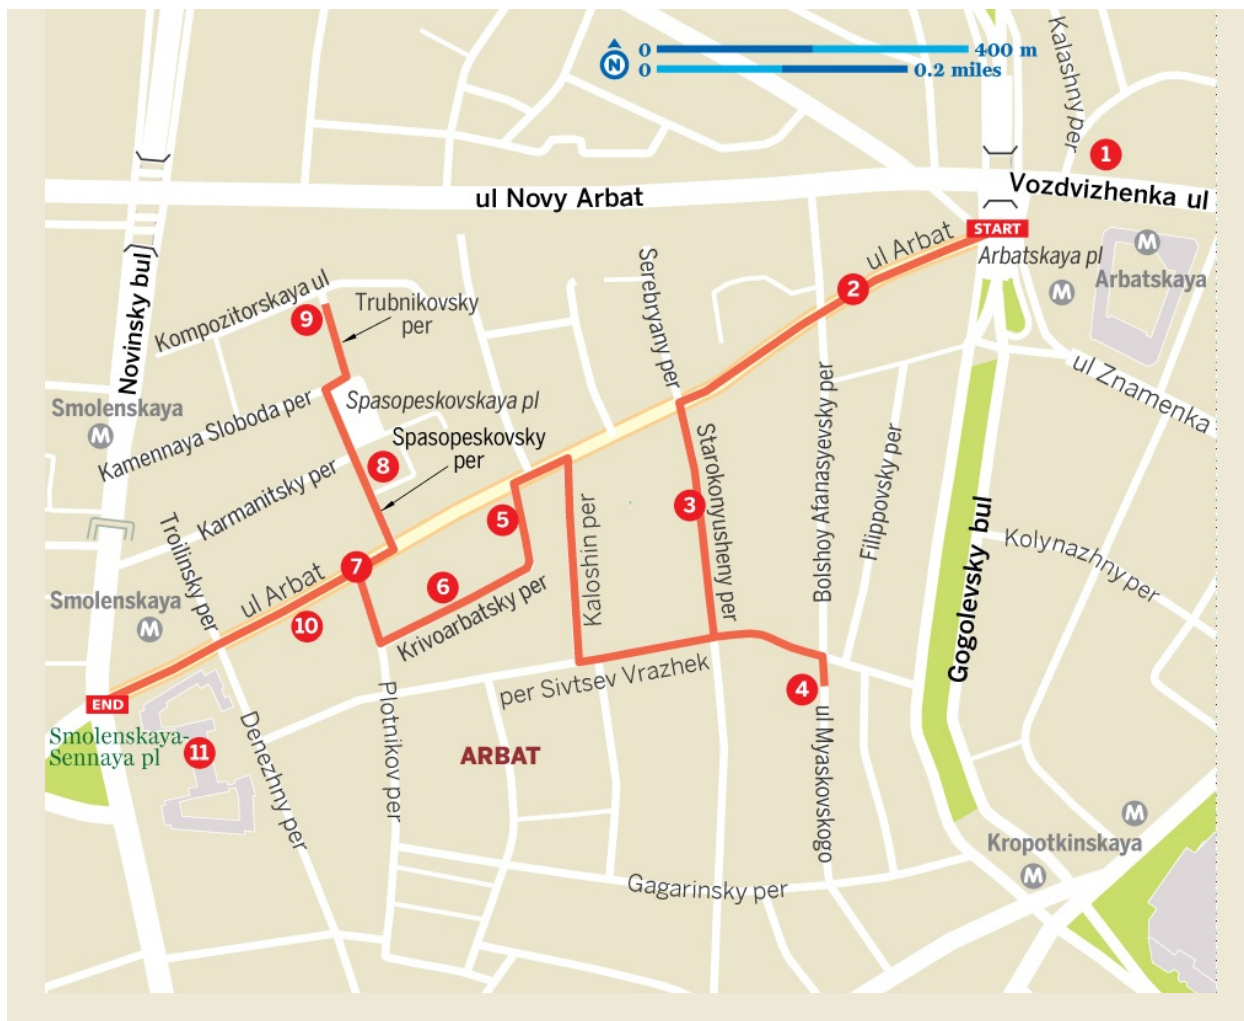 0 400 m
0 0.2 miles
N
Kalashny per
1
Vozdvizhenka ul
ul Novy Arbat
START
ul Arbat
Arbatskaya pl
M
Arbatskaya
M
2
Novinsky bul
Kompozitorskaya ul
9
Trubnikovsky
per
Serebryany per
ul Znamenka
Smolenskaya
M
Kamennaya Sloboda per
Spasopeskovskaya pl
Spasopeskovsky
per
8
Karmanitsky per
Bolshoy Afanasyevsky per
Filippovsky per
Starokonyusheny per
3
5
Kaloshin per
Troilinsky per
7
6
Krivoarbatsky per
ul Arbat
10
Smolenskaya
M
Kolynazhny per
Gogolevsky bul
per Sivtsev Vrazhek
4
END
Smolenskaya-
Sennaya pl
11
Denezhny per
Plotnikov per
ARBAT
ul Myaskovskogo
M
Kropotkinskaya
M
Gagarinsky per